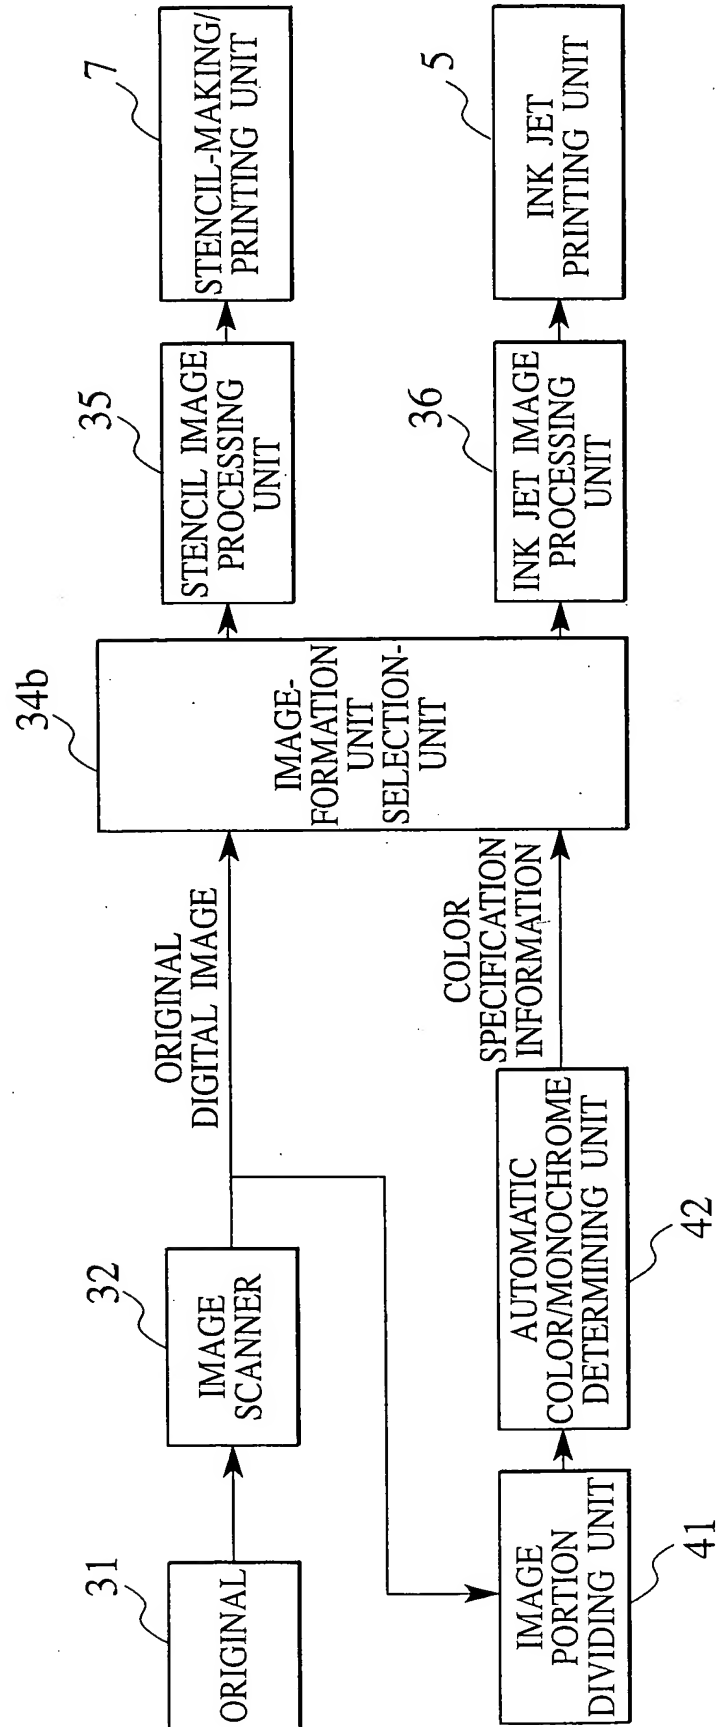 31
ORIGINAL
32
IMAGE
SCANNER
ORIGINAL
DIGITAL IMAGE
41
IMAGE
PORTION
DIVIDING UNIT
42
AUTOMATIC
COLOR/MONOCHROME
DETERMINING UNIT
COLOR
SPECIFICATION
INFORMATION
34b
IMAGE-
FORMATION
UNIT
SELECTION-
UNIT
35
STENCIL IMAGE
PROCESSING
UNIT
7
STENCIL-MAKING/
PRINTING UNIT
36
INK JET IMAGE
PROCESSING
UNIT
5
INK JET
PRINTING UNIT